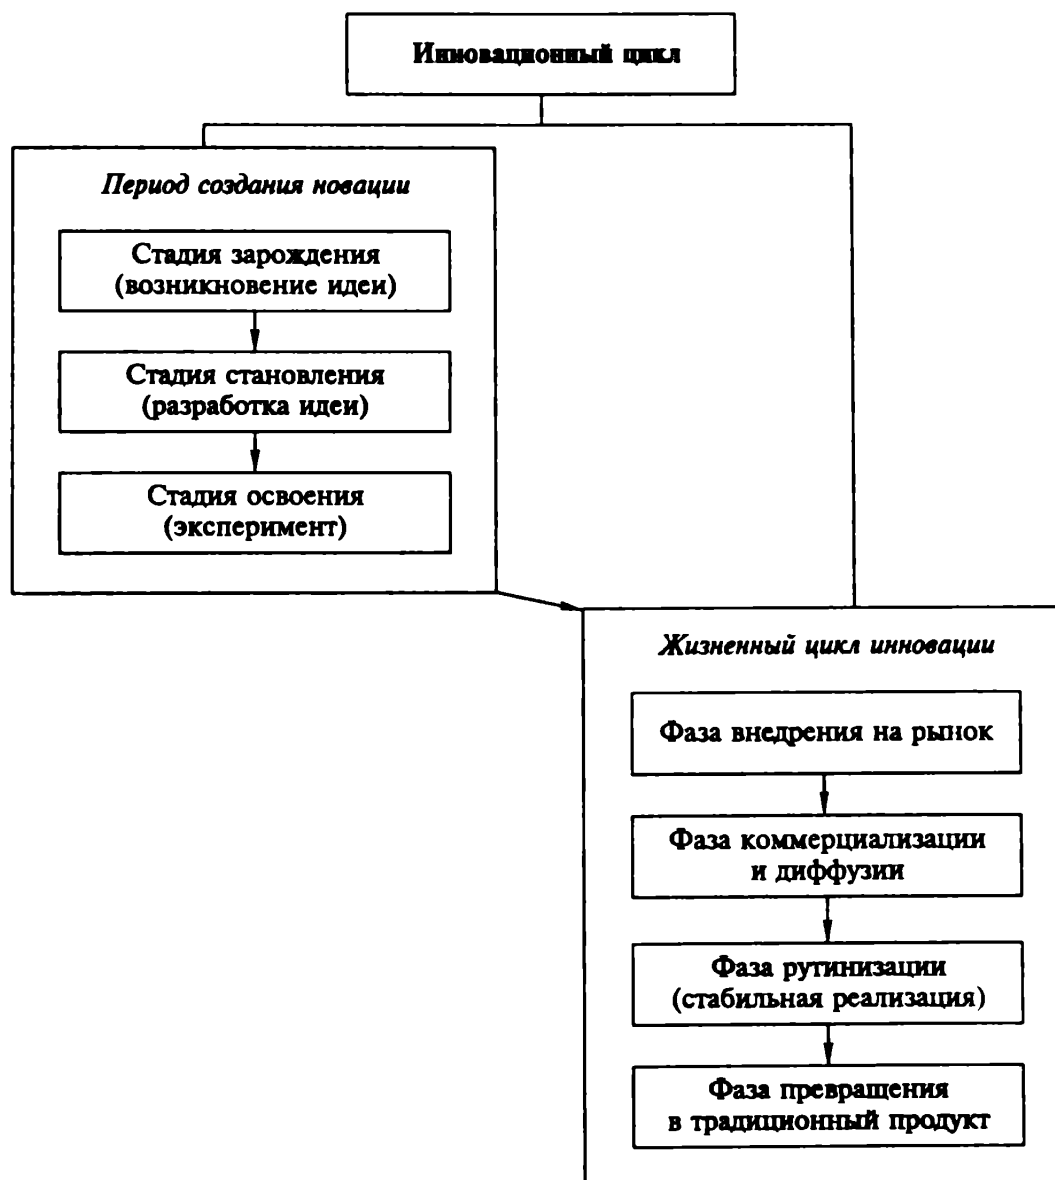 Инновационный цикл
Период создания новации
Стадия зарождения
(возникновение идеи)
Стадия становления
(разработка идеи)
Стадия освоения
(эксперимент)
Жизненный цикл инновации
Фаза внедрения на рынок
Фаза коммерциализации
и диффузии
Фаза рутинизации
(стабильная реализация)
Фаза превращения
в традиционный продукт